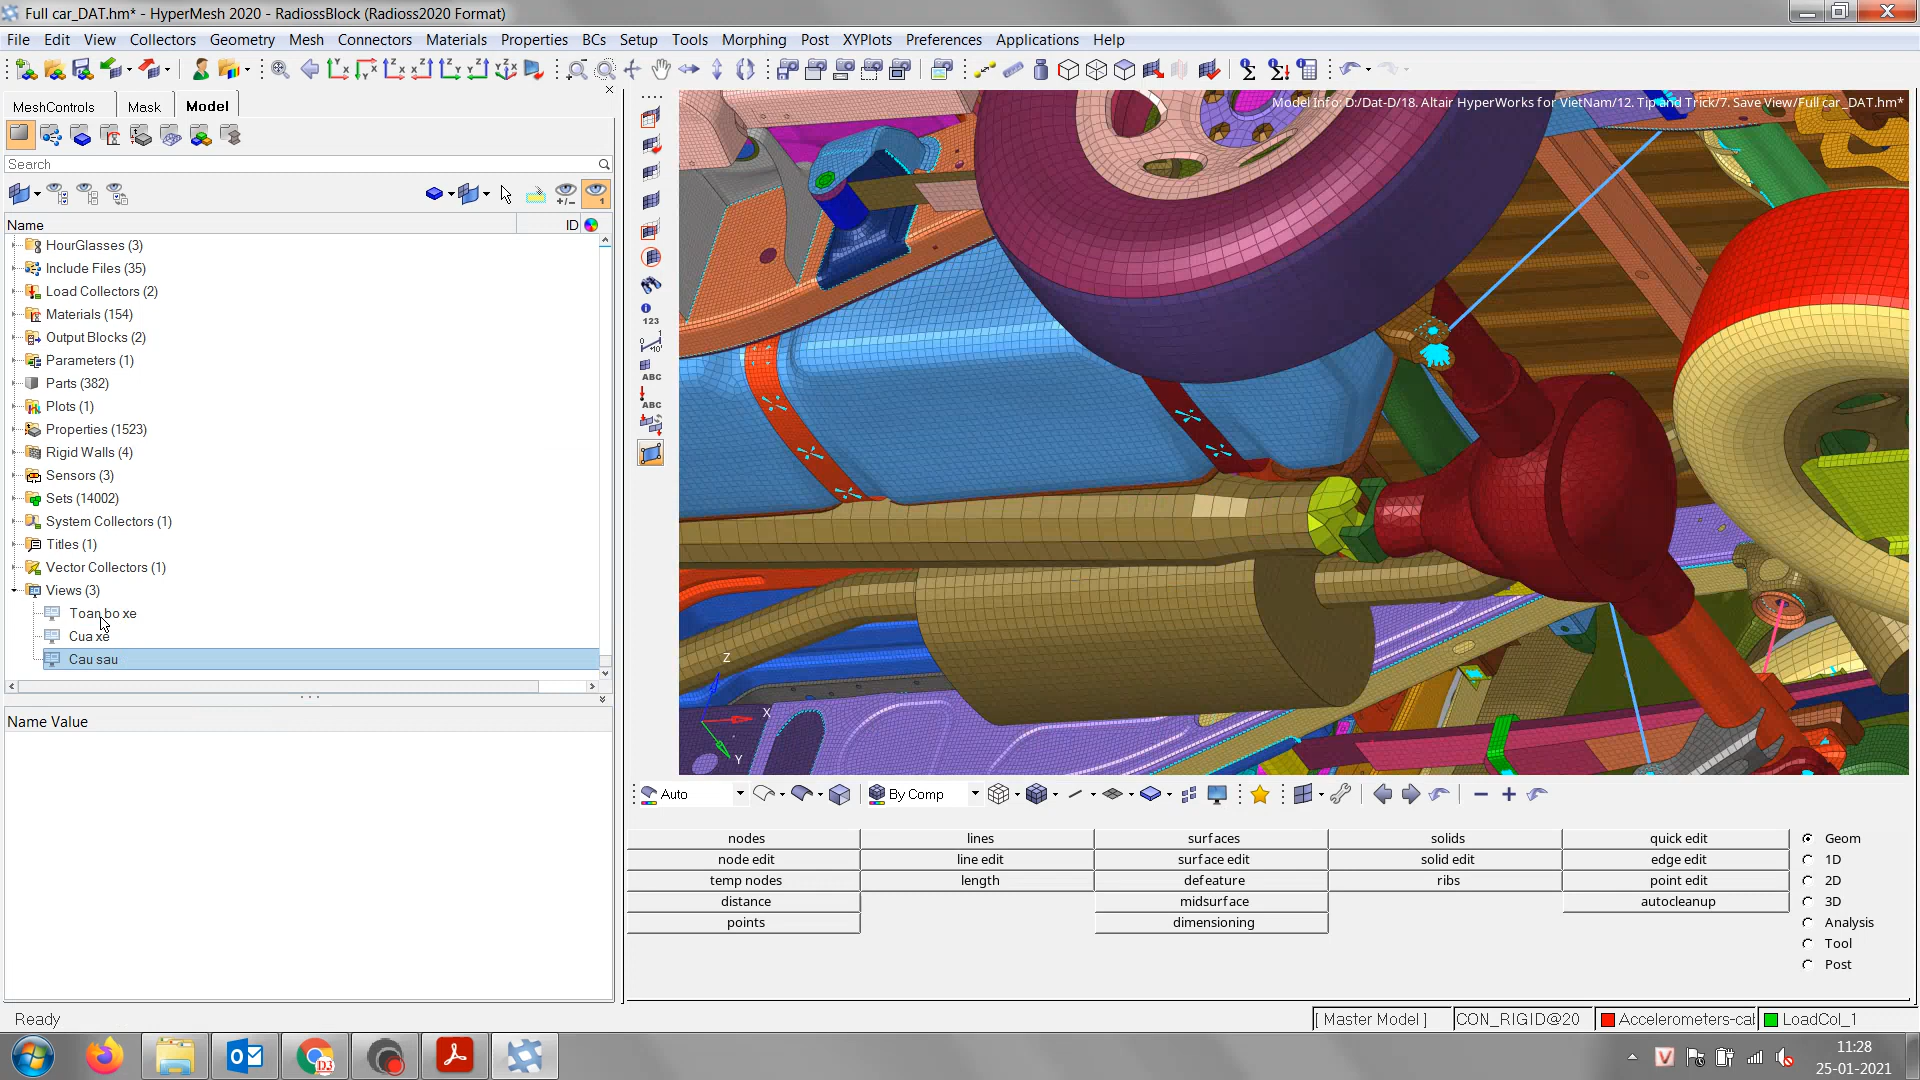 Full car_DAT.hm* - HyperMesh 2020 - RadiossBlock (Radioss2020 Format)
File Edit View Collectors Geometry Mesh Connectors Materials Properties BCs Setup Tools Morphing Post XYPlots Preferences Applications Help
MeshControls Mask Model
Model Info: D:/Dat-D/18. Altair HyperWorks for VietNam/12. Tip and Trick/7. Save View/Full car_DAT.hm*
Search
Name ID
HourGlasses (3)
Include Files (35)
Load Collectors (2)
Materials (154)
Output Blocks (2)
Parameters (1)
Parts (382)
Plots (1)
Properties (1523)
Rigid Walls (4)
Sensors (3)
Sets (14002)
System Collectors (1)
Titles (1)
Vector Collectors (1)
Views (3)
Toan bo xe
Cua xe
Cau sau
Name Value
123
ABC
ABC
Z
X
Y
Auto By Comp
nodes lines surfaces solids quick edit Geom
node edit line edit surface edit solid edit edge edit 1D
temp nodes length defeature ribs point edit 2D
distance midsurface autocleanup 3D
points dimensioning Analysis
Tool
Post
Ready [ Master Model ] CON_RIGID@20 Accelerometers-cal LoadCol_1
11:28
25-01-2021